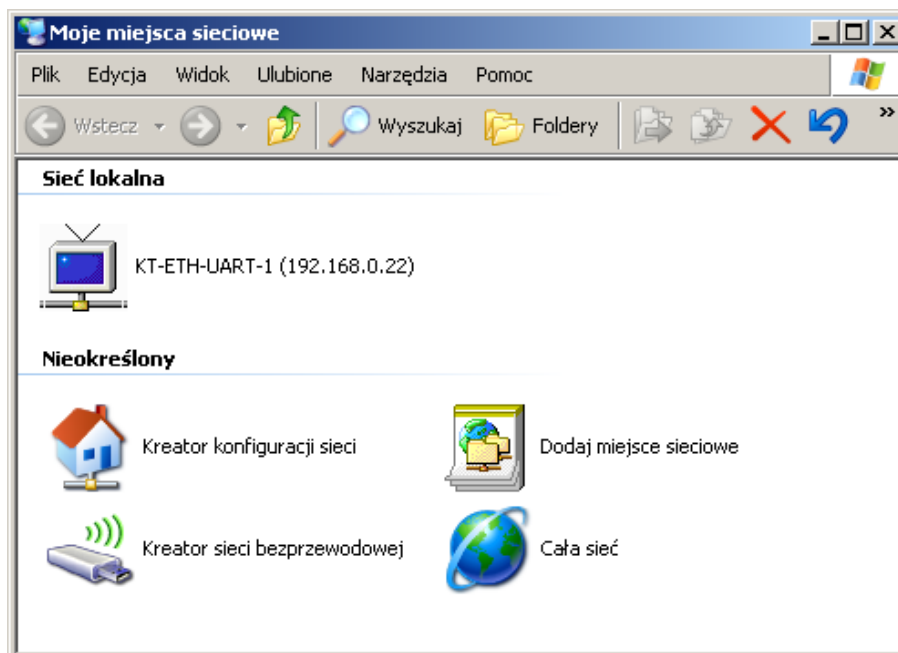 Moje miejsca sieciowe
Plik Edycja Widok Ulubione Narzędzia Pomoc
Wstecz Wyszukaj Foldery »
Sieć lokalna
KT-ETH-UART-1 (192.168.0.22)
Nieokreślony
Kreator konfiguracji sieci Dodaj miejsce sieciowe
Kreator sieci bezprzewodowej Cała sieć